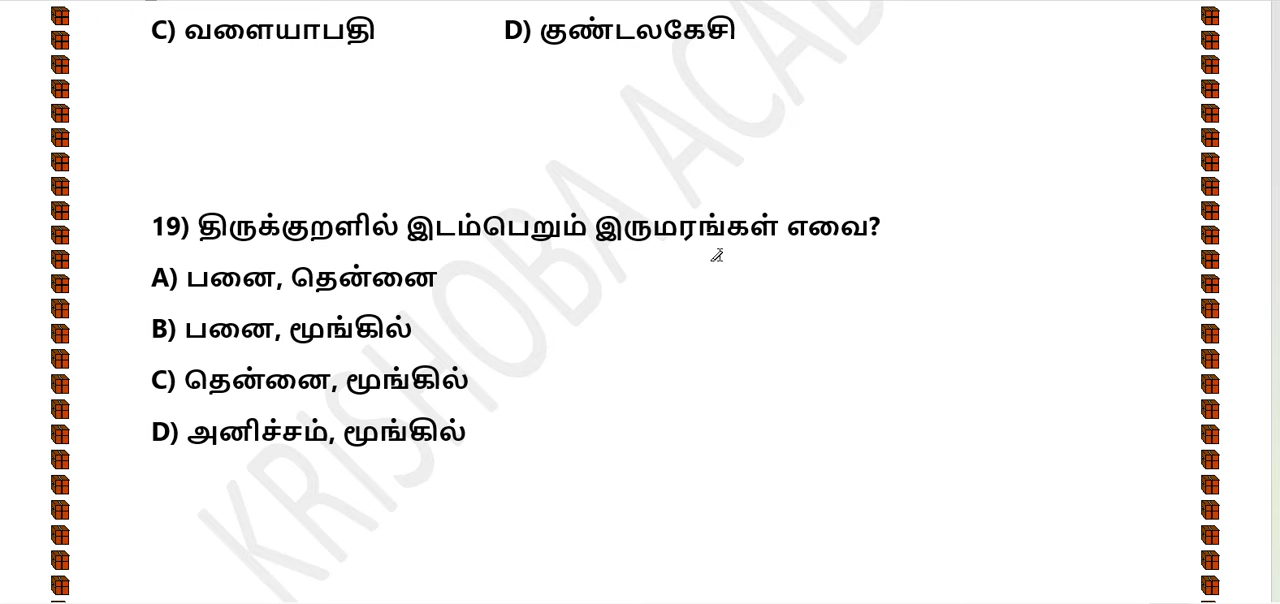 C) வளையாபதி D) குண்டலகேசி
19) திருக்குறளில் இடம்பெறும் இருமரங்கள் எவை?
A) பனை, தென்னை
B) பனை, மூங்கில்
C) தென்னை, மூங்கில்
D) அனிச்சம், மூங்கில்
KRISHOBA ACAD